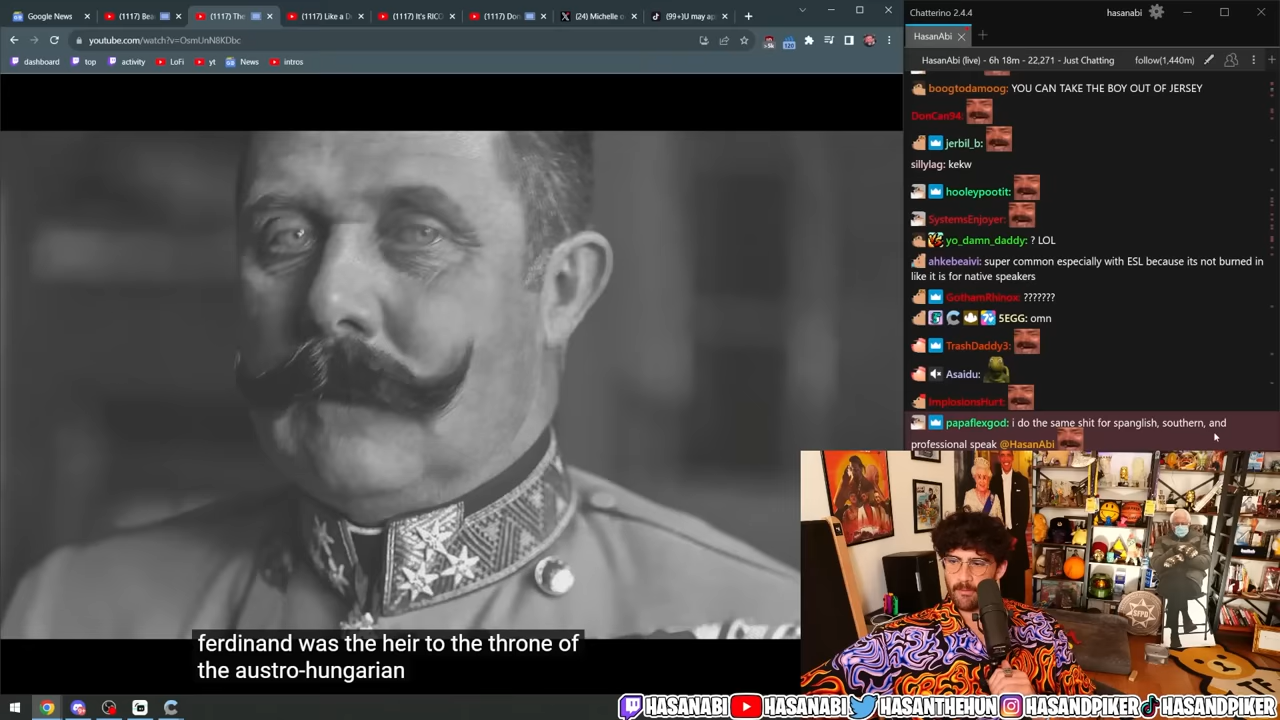 (1117) Bea
(1117) The
(1117) Like a D
(1117) It's RICO
(1117) Don
(24) Michelle o
(99+)U may ap
Google News
youtube.com/watch?v=OsmUnN8KDbc
dashboard
top
activity
LoFi
yt
News
intros
ferdinand was the heir to the throne of
the austro-hungarian
Chatterino 2.4.4
hasanabi
HasanAbi
HasanAbi (live) - 6h 18m - 22,271 - Just Chatting
follow(1,440m)
boogtodamoog: YOU CAN TAKE THE BOY OUT OF JERSEY
DonCan94:
jerbil_b:
sillylag: kekw
hooleypootit:
SystemsEnjoyer:
yo_damn_daddy: ? LOL
ahkebeaivi: super common especially with ESL because its not burned in
like it is for native speakers
GothamRhinox: ???????
5EGG: omn
TrashDaddy3:
Asaidu:
ImplosionsHurt:
papaflexgod: i do the same shit for spanglish, southern, and
professional speak @HasanAbi
SFPD
HASANABI
HASANABI
HASANTHEHUN
HASANDPIKER
HASANDPIKER